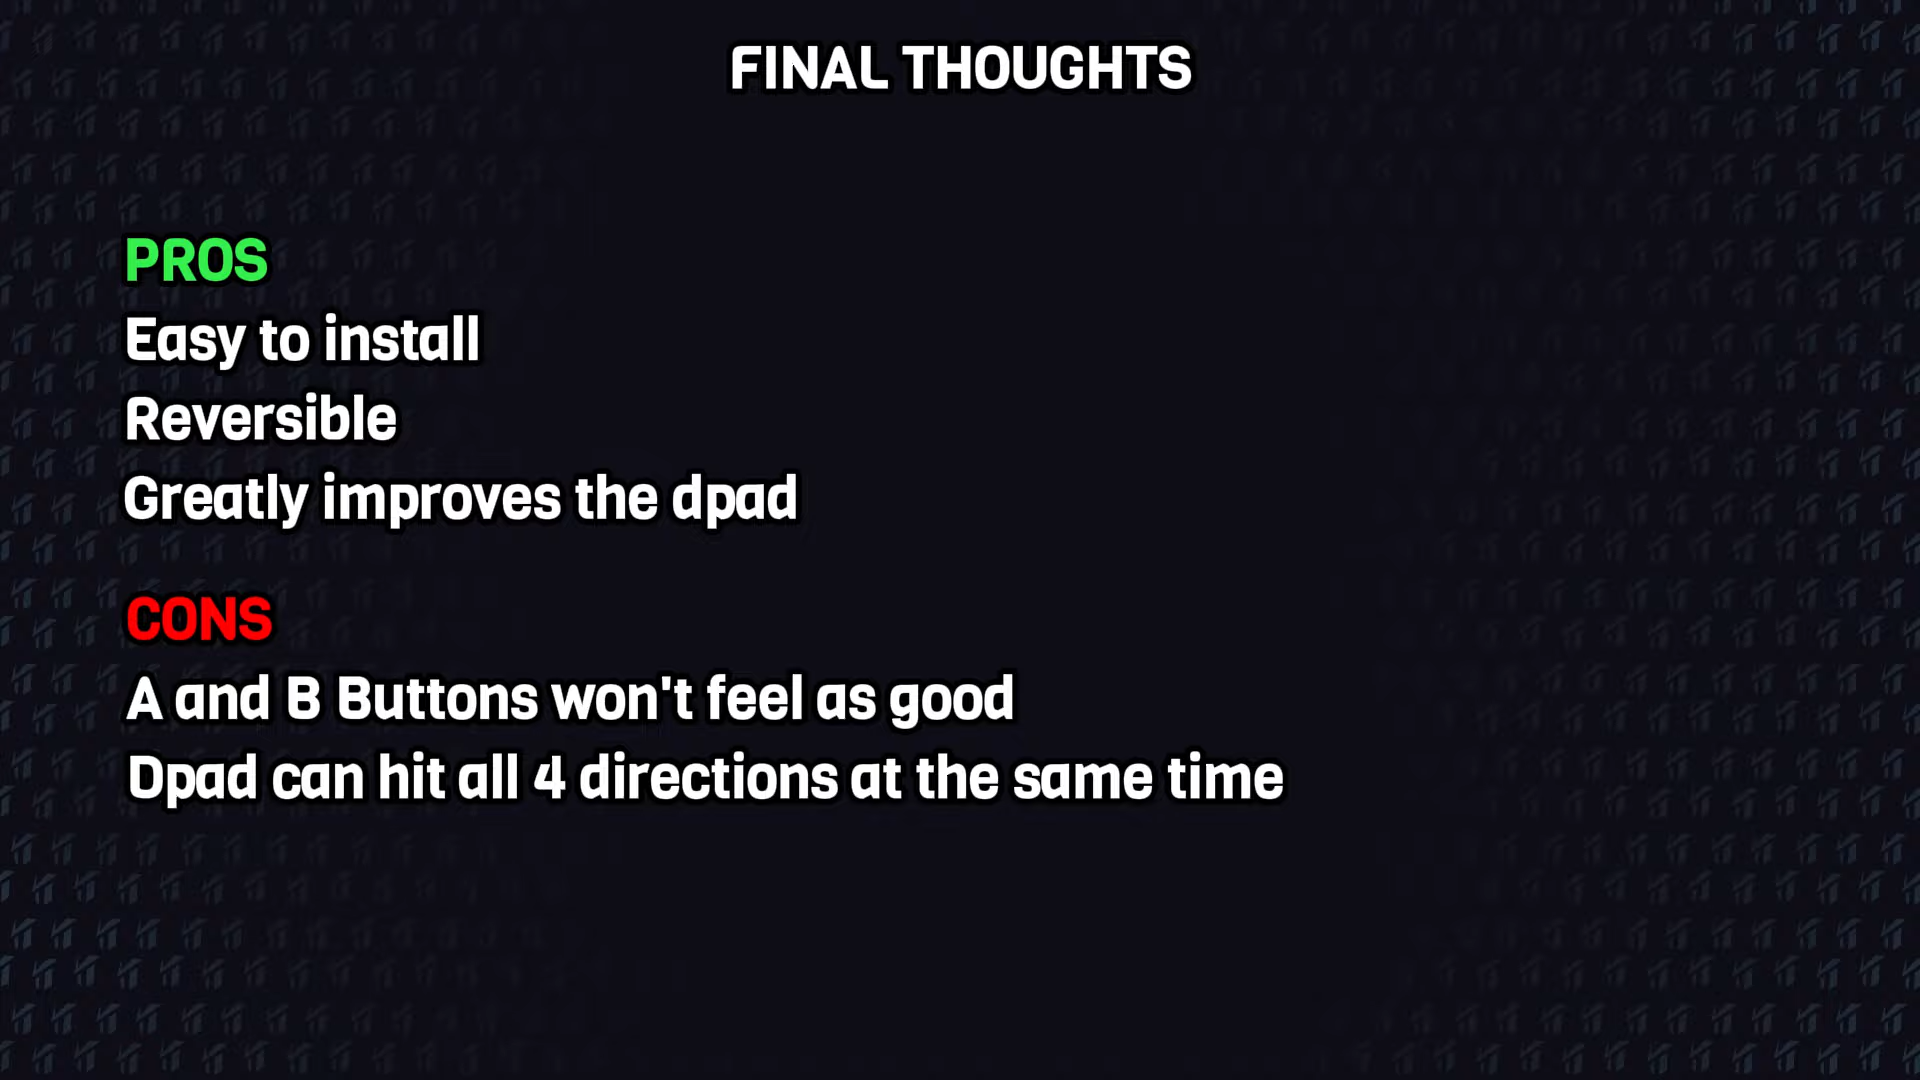 FINAL THOUGHTS
PROS
Easy to install
Reversible
Greatly improves the dpad
CONS
A and B Buttons won't feel as good
Dpad can hit all 4 directions at the same time